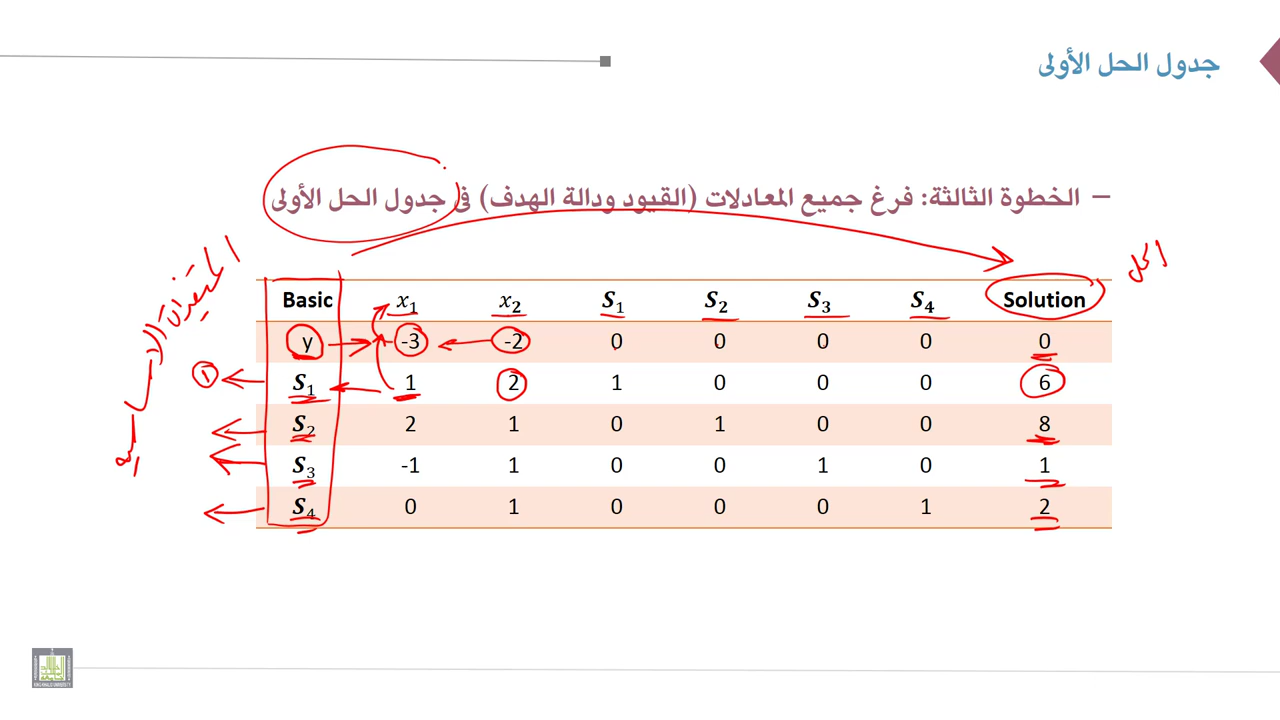 جدول الحل الأولى
– الخطوة الثالثة: فرغ جميع المعادلات (القيود ودالة الهدف) فى جدول الحل الأولى
الحل
المتغيرات الاساسيه
Basic x₁ x₂ S₁ S₂ S₃ S₄ Solution
y -3 -2 0 0 0 0 0
① S₁ 1 2 1 0 0 0 6
S₂ 2 1 0 1 0 0 8
S₃ -1 1 0 0 1 0 1
S₄ 0 1 0 0 0 1 2